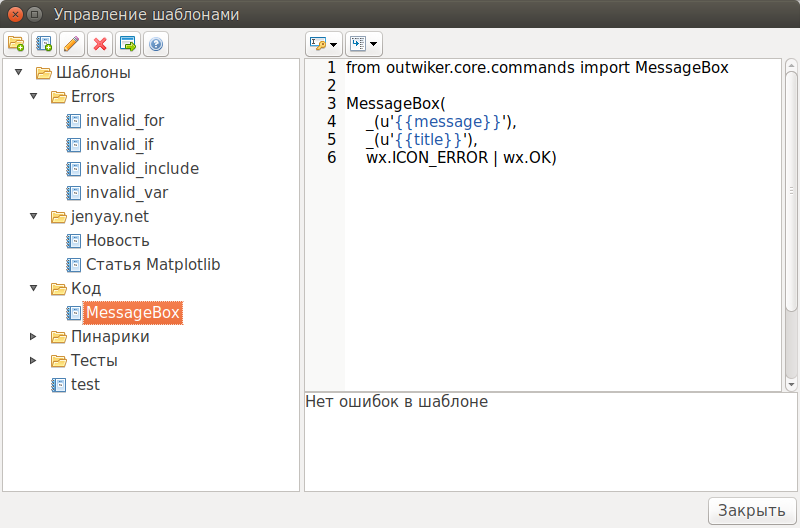 Управление шаблонами
Шаблоны
Errors
invalid_for
invalid_if
invalid_include
invalid_var
jenyay.net
Новость
Статья Matplotlib
Код
MessageBox
Пинарики
Тесты
test
1 from outwiker.core.commands import MessageBox
2
3 MessageBox(
4 _(u'{{message}}'),
5 _(u'{{title}}'),
6 wx.ICON_ERROR | wx.OK)
Нет ошибок в шаблоне
Закрыть